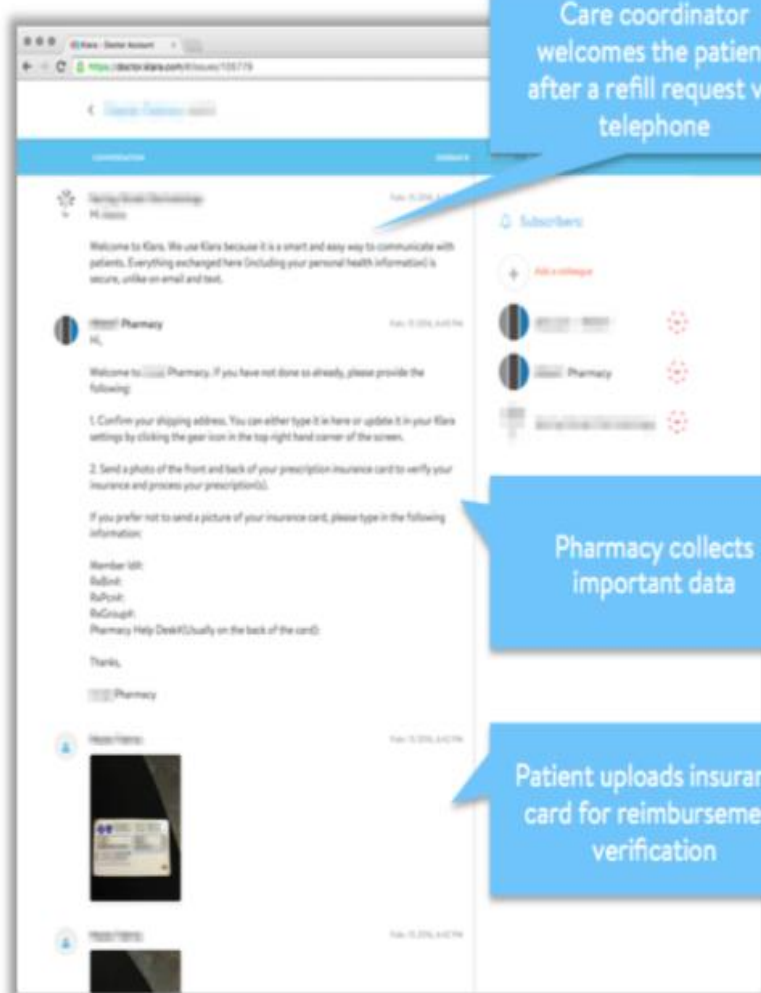 Klara - Doctor Account
Care coordinator
welcomes the patien
after a refill request v
telephone
Hi
Welcome to Klara. We use Klara because it is a smart and easy way to communicate with
patients. Everything exchanged here (including your personal health information) is
secure, unlike on email and text.
Subscribers
Add a colleague
Pharmacy
Pharmacy
Hi,
Welcome to Pharmacy. If you have not done so already, please provide the
following:
1. Confirm your shipping address. You can either type it in here or update it in your Klara
settings by clicking the gear icon in the top right hand corner of the screen.
2. Send a photo of the front and back of your prescription insurance card to verify your
insurance and process your prescription(s).
If you prefer not to send a picture of your insurance card, please type in the following
information:
Member Id#:
RxBin#:
RxPcn#:
RxGroup#:
Pharmacy Help Desk#(Usually on the back of the card):
Thanks,
Pharmacy
Pharmacy collects
important data
Patient uploads insuran
card for reimburseme
verification